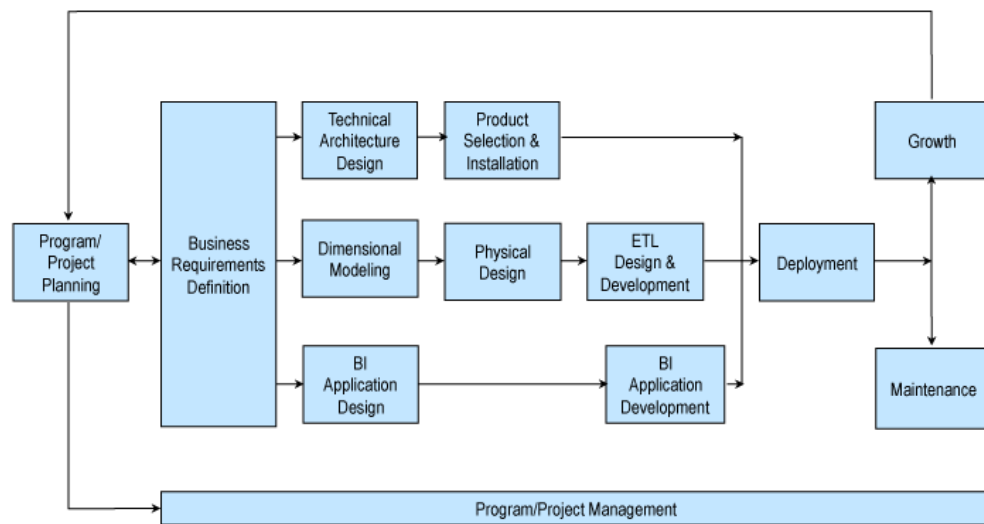 Technical
Architecture
Design
Product
Selection &
Installation
Growth
Program/
Project
Planning
Business
Requirements
Definition
Dimensional
Modeling
Physical
Design
ETL
Design &
Development
Deployment
BI
Application
Design
BI
Application
Development
Maintenance
Program/Project Management